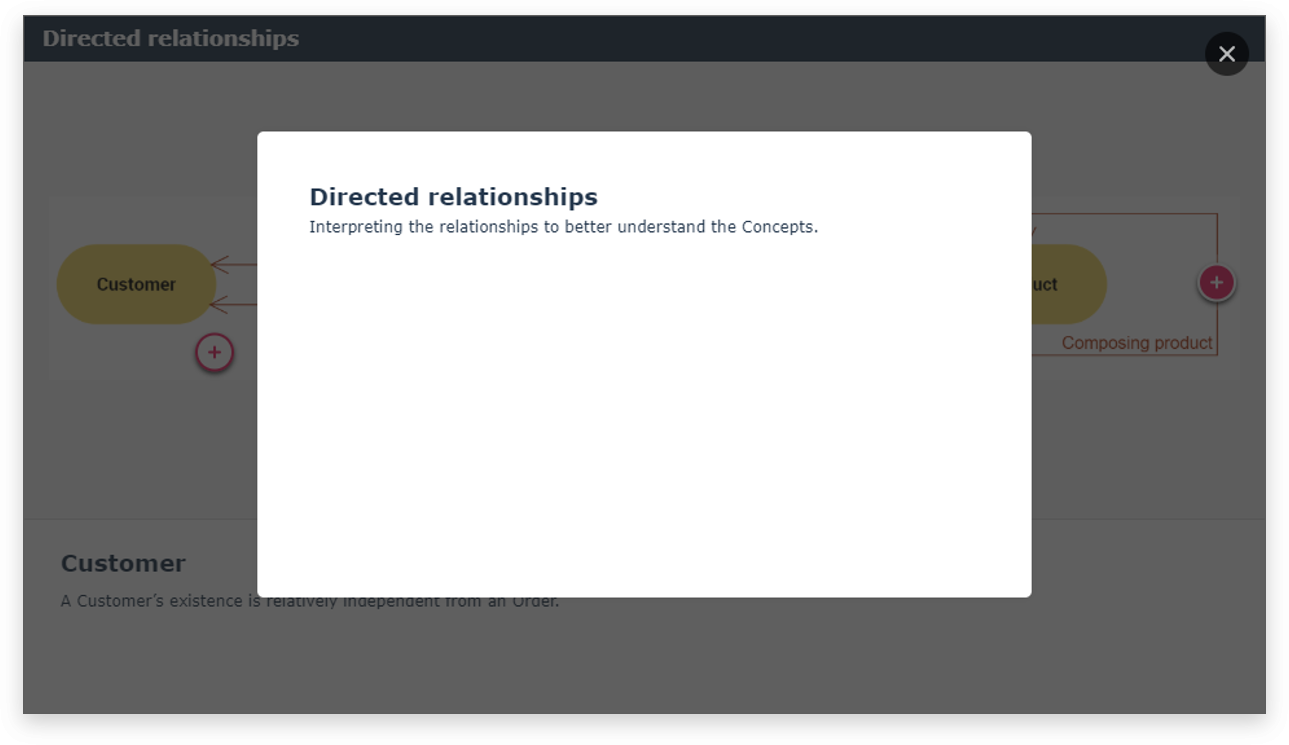 Directed relationships
Directed relationships
Interpreting the relationships to better understand the Concepts.
Customer
uct
Composing product
Customer
A Customer’s existence is relatively independent from an Order.